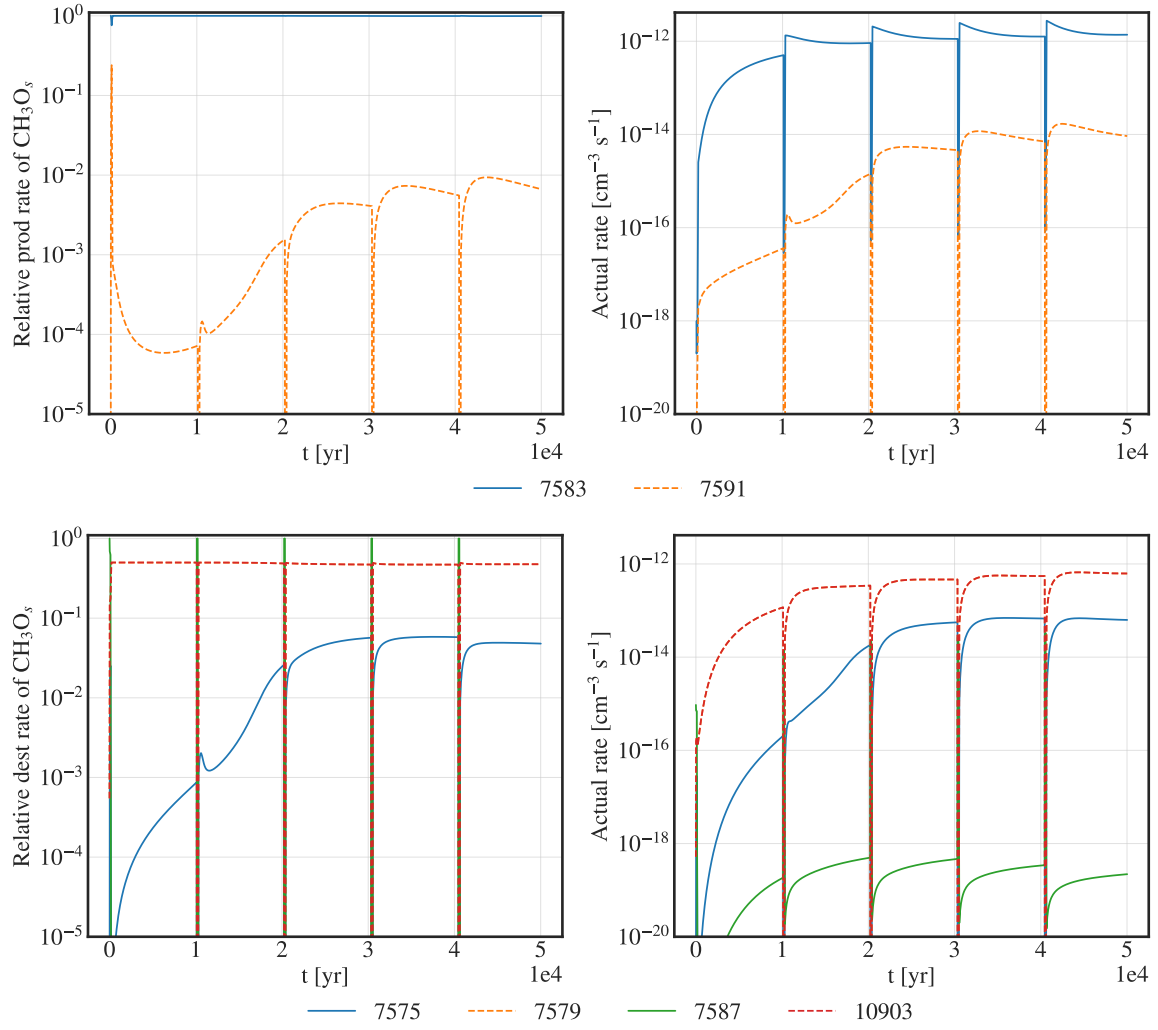 Relative prod rate of CH₃Oₛ
10⁰
10⁻¹
10⁻²
10⁻³
10⁻⁴
10⁻⁵
0 1 2 3 4 5
t [yr]
1e4
Actual rate [cm⁻³ s⁻¹]
10⁻¹²
10⁻¹⁴
10⁻¹⁶
10⁻¹⁸
10⁻²⁰
0 1 2 3 4 5
t [yr]
1e4
7583 7591
Relative dest rate of CH₃Oₛ
10⁰
10⁻¹
10⁻²
10⁻³
10⁻⁴
10⁻⁵
0 1 2 3 4 5
t [yr]
1e4
Actual rate [cm⁻³ s⁻¹]
10⁻¹²
10⁻¹⁴
10⁻¹⁶
10⁻¹⁸
10⁻²⁰
0 1 2 3 4 5
t [yr]
1e4
7575 7579 7587 10903